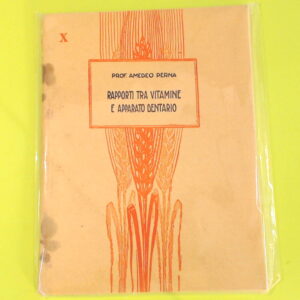 X
PROF. AMEDEO PERNA
RAPPORTI TRA VITAMINE
E APPARATO DENTARIO